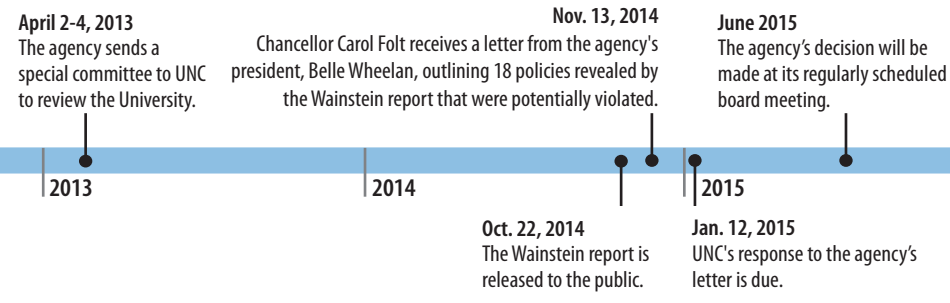 April 2-4, 2013
The agency sends a
special committee to UNC
to review the University.
Nov. 13, 2014
Chancellor Carol Folt receives a letter from the agency's
president, Belle Wheelan, outlining 18 policies revealed by
the Wainstein report that were potentially violated.
June 2015
The agency’s decision will be
made at its regularly scheduled
board meeting.
2013
2014
2015
Oct. 22, 2014
The Wainstein report is
released to the public.
Jan. 12, 2015
UNC's response to the agency’s
letter is due.